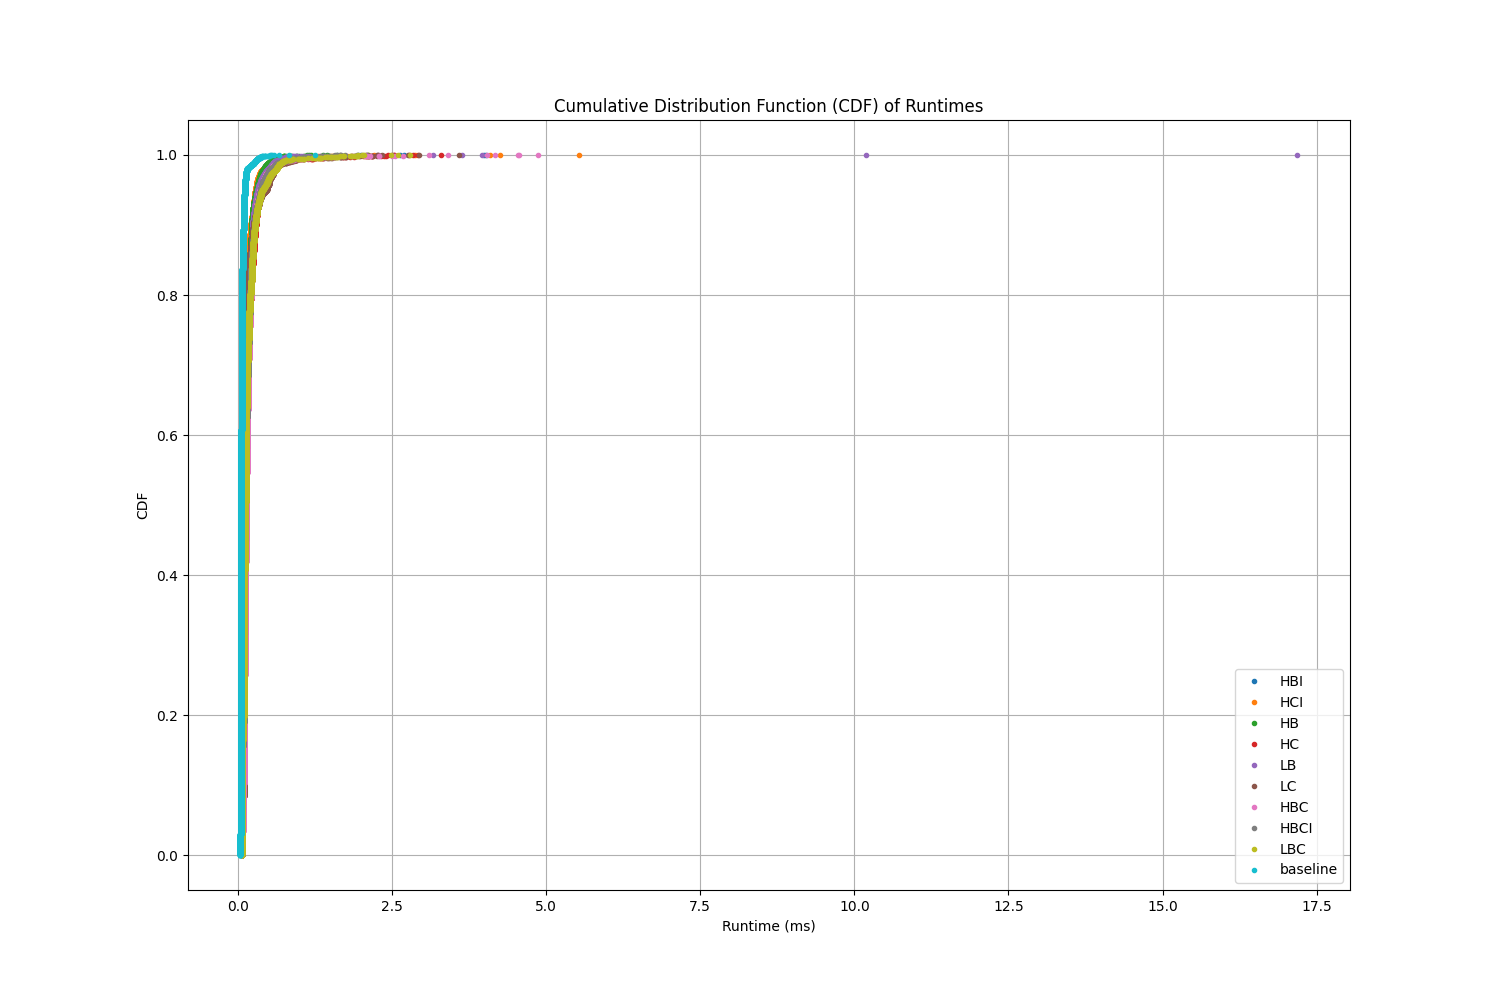 Cumulative Distribution Function (CDF) of Runtimes
1.0
0.8
0.6
0.4
0.2
0.0
CDF
0.0 2.5 5.0 7.5 10.0 12.5 15.0 17.5
Runtime (ms)
HBI
HCI
HB
HC
LB
LC
HBC
HBCI
LBC
baseline